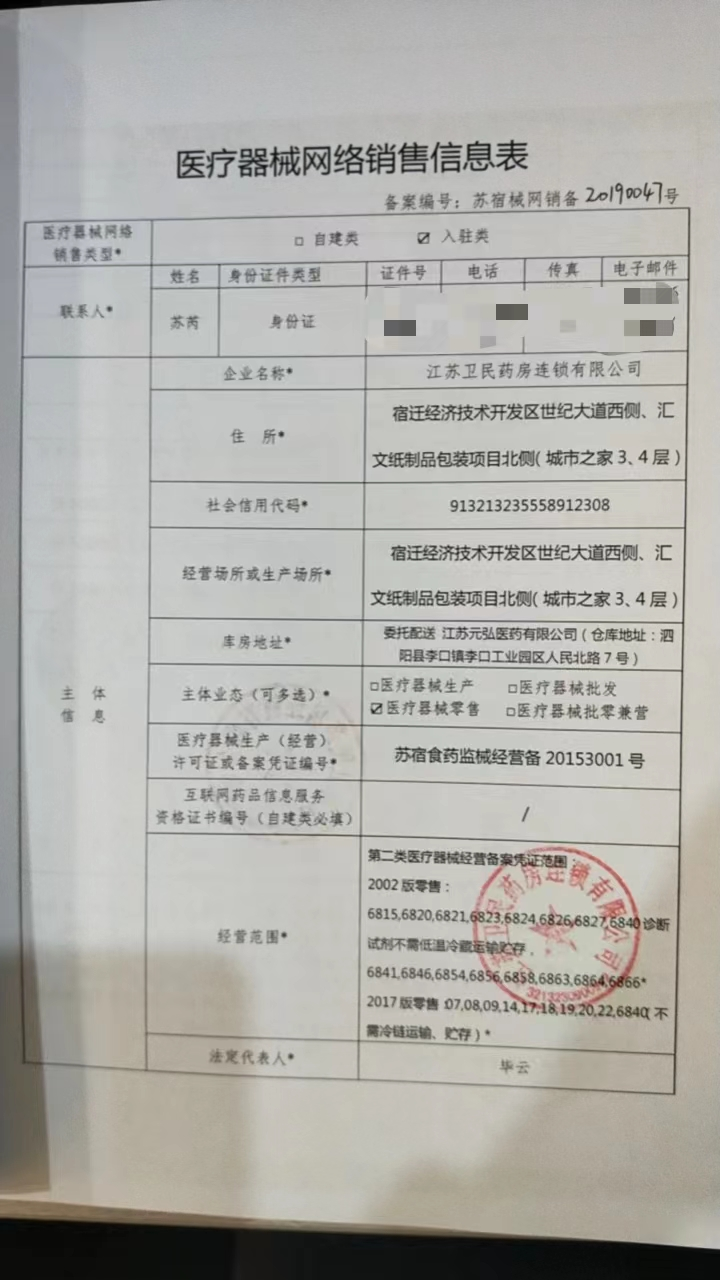 医疗器械网络销售信息表
备案编号：苏宿械网销备20190047号
医疗器械网络
销售类型*
□ 自建类 ☑ 入驻类
联系人*
姓名 身份证件类型 证件号 电话 传真 电子邮件
苏芮 身份证
主体
信息
企业名称* 江苏卫民药房连锁有限公司
住 所*
宿迁经济技术开发区世纪大道西侧、汇
文纸制品包装项目北侧（城市之家3、4层）
社会信用代码* 913213235558912308
经营场所或生产场所*
宿迁经济技术开发区世纪大道西侧、汇
文纸制品包装项目北侧（城市之家3、4层）
库房地址*
委托配送 江苏元弘医药有限公司（仓库地址：泗
阳县李口镇李口工业园区人民北路7号）
主体业态（可多选）*
□医疗器械生产 □医疗器械批发
☑医疗器械零售 □医疗器械批零兼营
医疗器械生产（经营）
许可证或备案凭证编号*
苏宿食药监械经营备20153001号
互联网药品信息服务
资格证书编号（自建类必填）
/
经营范围*
第二类医疗器械经营备案凭证范围：
2002版零售：
6815,6820,6821,6823,6824,6826,6827,6840诊断
试剂不需低温冷藏运输贮存，
6841,6846,6854,6856,6858,6863,6864,6866*
2017版零售：07,08,09,14,17,18,19,20,22,6840（不
需冷链运输、贮存）*
法定代表人* 毕云
卫民药房连锁有限公司